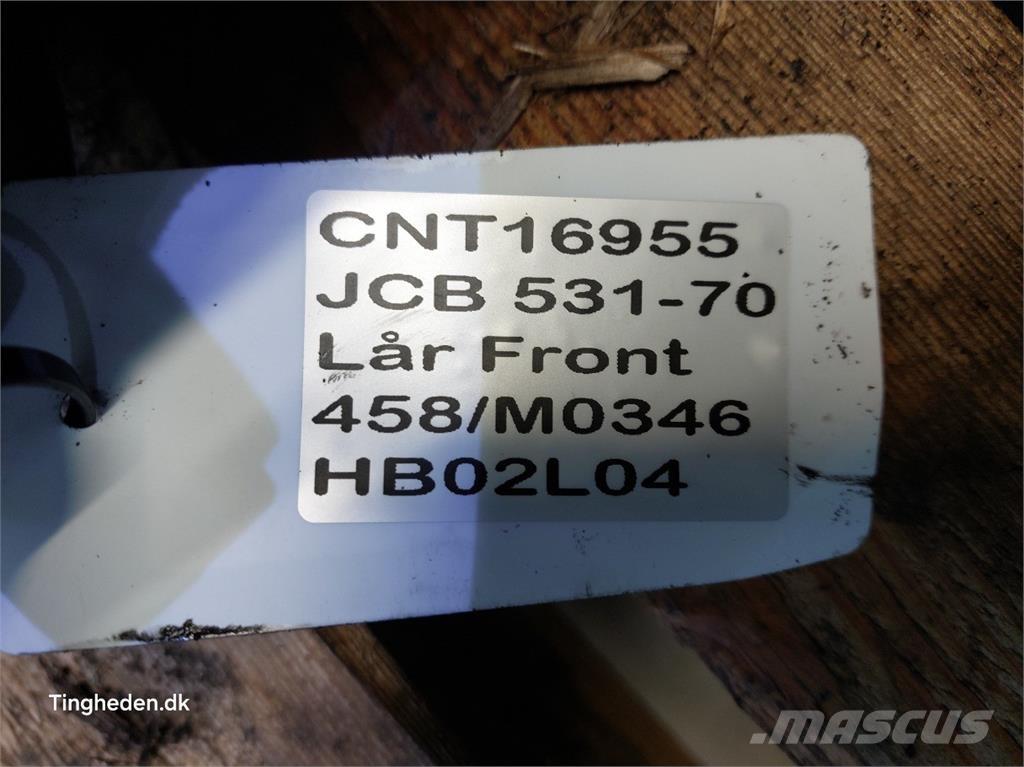 CNT16955
JCB 531-70
Lår Front
458/M0346
HB02L04
Tingheden.dk
MASCUS